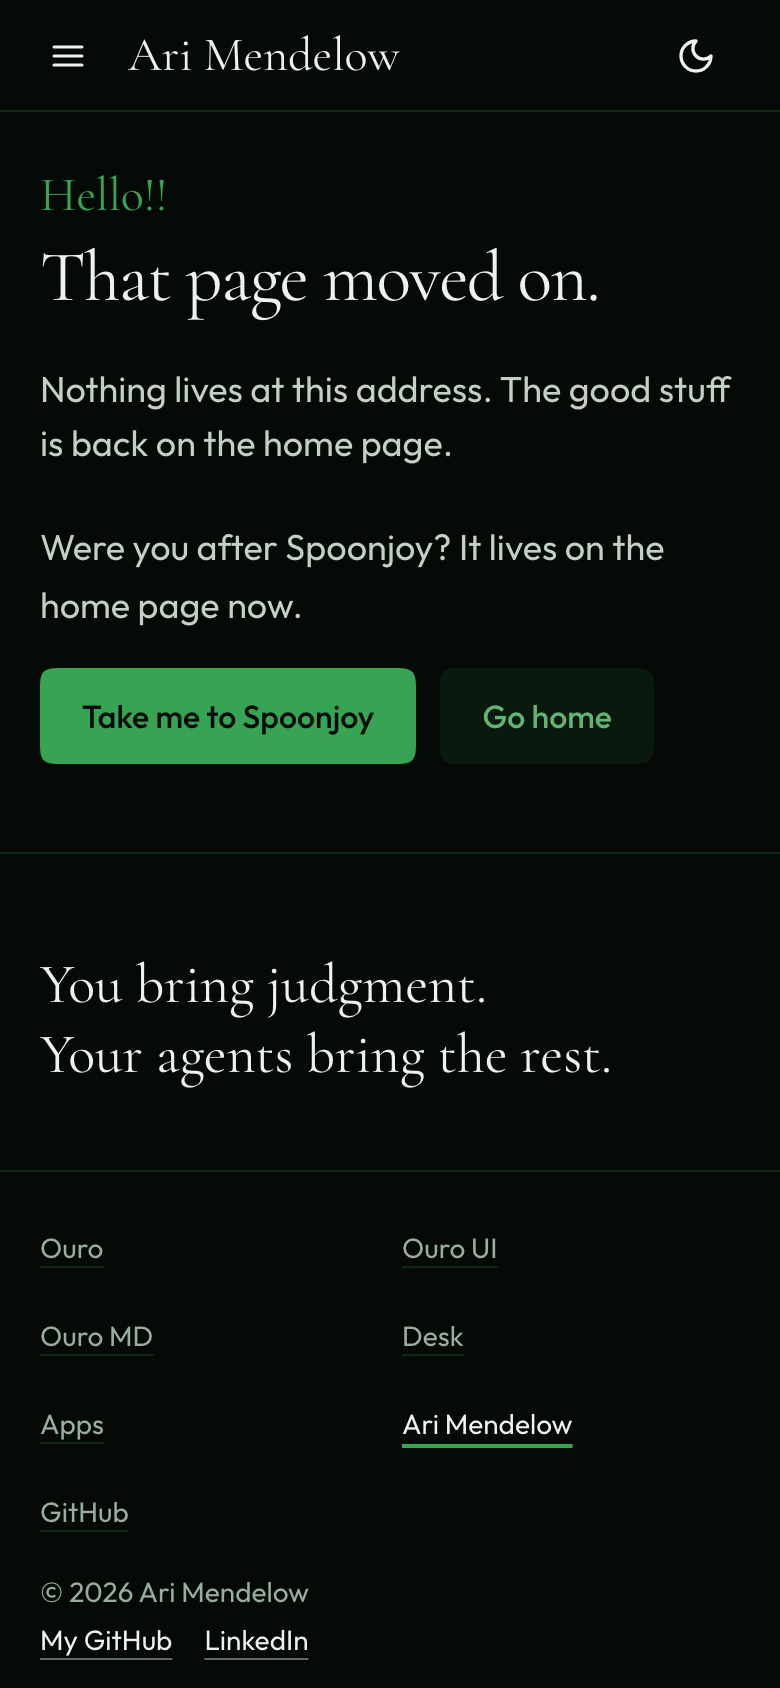 Ari Mendelow
Hello!!
That page moved on.
Nothing lives at this address. The good stuff
is back on the home page.
Were you after Spoonjoy? It lives on the
home page now.
Take me to Spoonjoy
Go home
You bring judgment.
Your agents bring the rest.
Ouro
Ouro UI
Ouro MD
Desk
Apps
Ari Mendelow
GitHub
© 2026 Ari Mendelow
My GitHub
LinkedIn